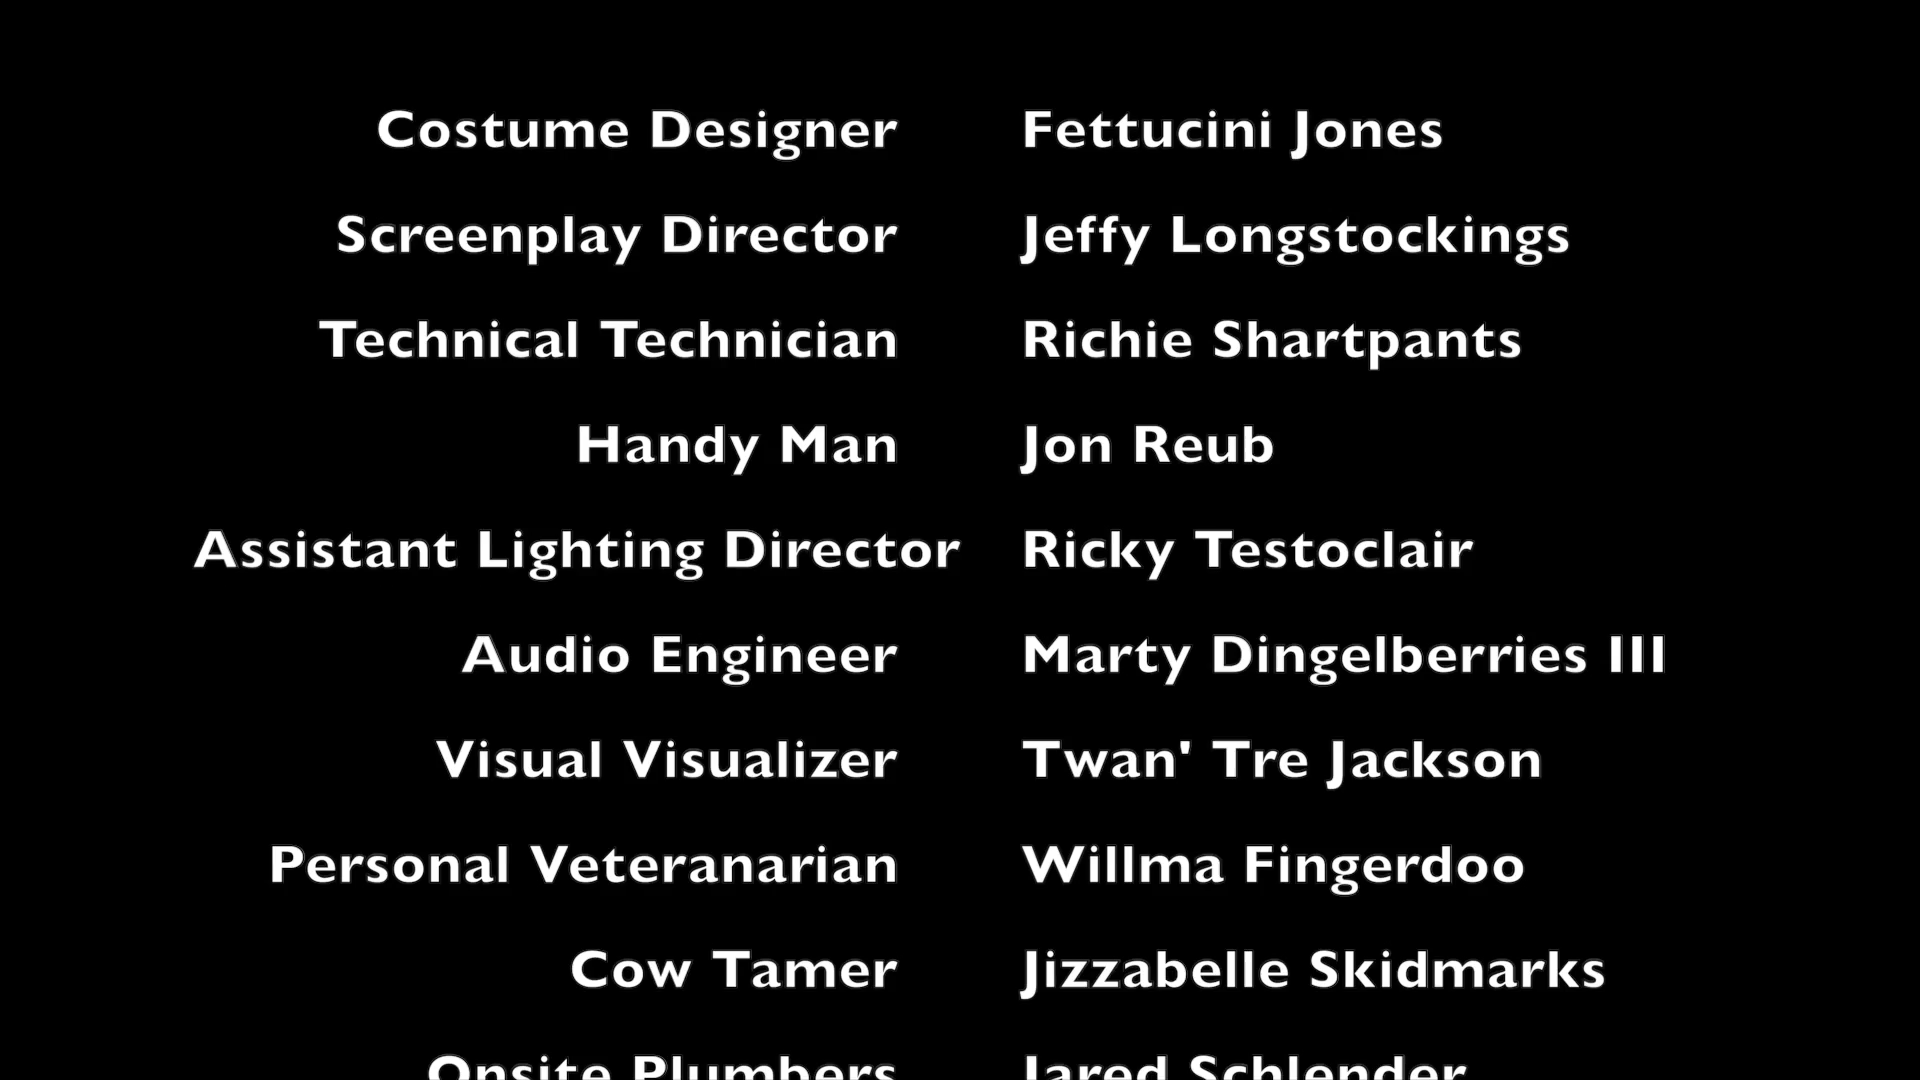 Costume Designer Fettucini Jones
Screenplay Director Jeffy Longstockings
Technical Technician Richie Shartpants
Handy Man Jon Reub
Assistant Lighting Director Ricky Testoclair
Audio Engineer Marty Dingelberries III
Visual Visualizer Twan' Tre Jackson
Personal Veteranarian Willma Fingerdoo
Cow Tamer Jizzabelle Skidmarks
Onsite Plumbers Jared Schlender